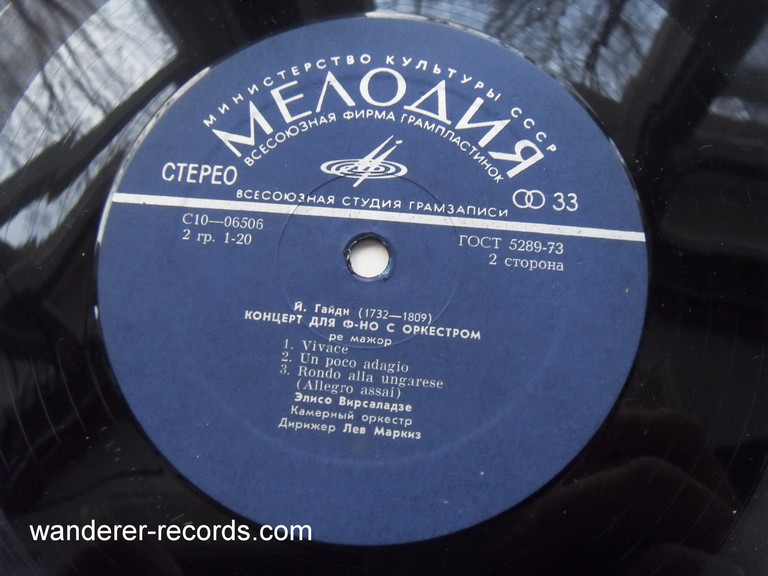 МИНИСТЕРСТВО КУЛЬТУРЫ СССР
МЕЛОДИЯ
ВСЕСОЮЗНАЯ ФИРМА ГРАМПЛАСТИНОК
СТЕРЕО
33
ВСЕСОЮЗНАЯ СТУДИЯ ГРАМЗАПИСИ
С10—06506
ГОСТ 5289-73
2 гр. 1-20
2 сторона
Й. Гайдн (1732—1809)
КОНЦЕРТ ДЛЯ Ф-НО С ОРКЕСТРОМ
ре мажор
1. Vivace
2. Un poco adagio
3. Rondo alla ungarese
(Allegro assai)
Элисо Вирсаладзе
Камерный оркестр
Дирижер Лев Маркиз
wanderer-records.com